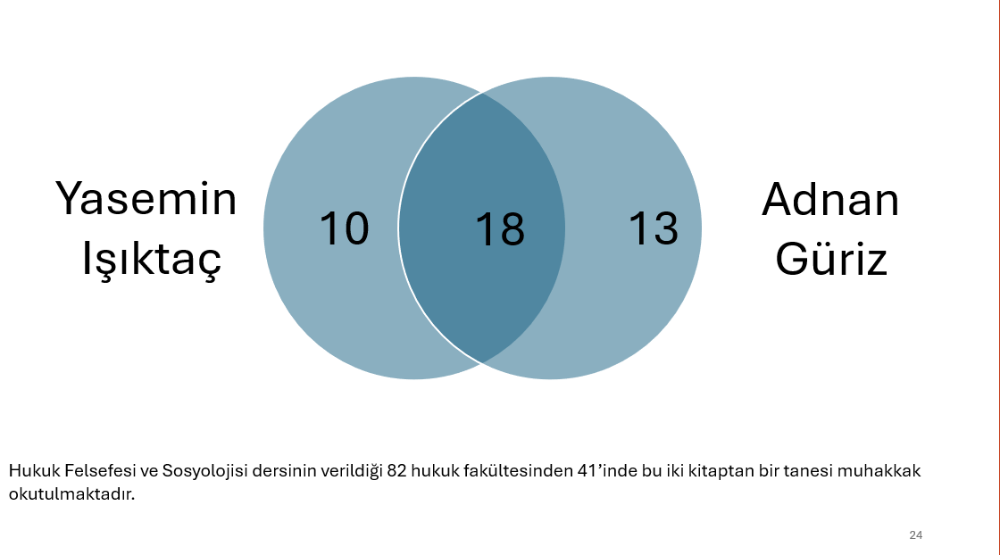 Yasemin
Işıktaç
10
18
13
Adnan
Güriz
Hukuk Felsefesi ve Sosyolojisi dersinin verildiği 82 hukuk fakültesinden 41’inde bu iki kitaptan bir tanesi muhakkak
okutulmaktadır.
24